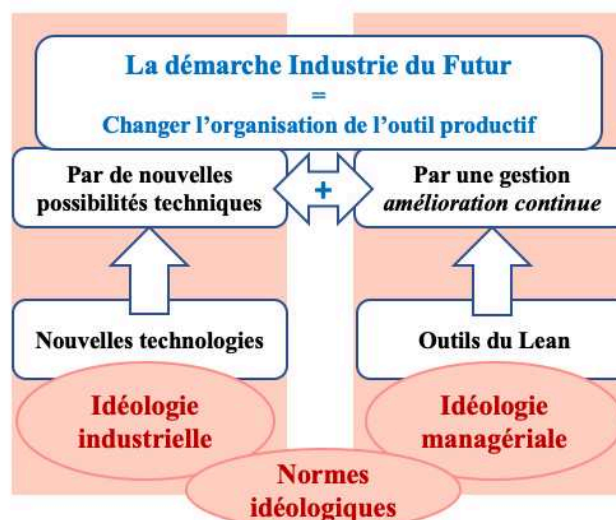 La démarche Industrie du Futur
=
Changer l’organisation de l’outil productif
Par de nouvelles
possibilités techniques
+
Par une gestion
amélioration continue
Nouvelles technologies
Outils du Lean
Idéologie
industrielle
Idéologie
managériale
Normes
idéologiques